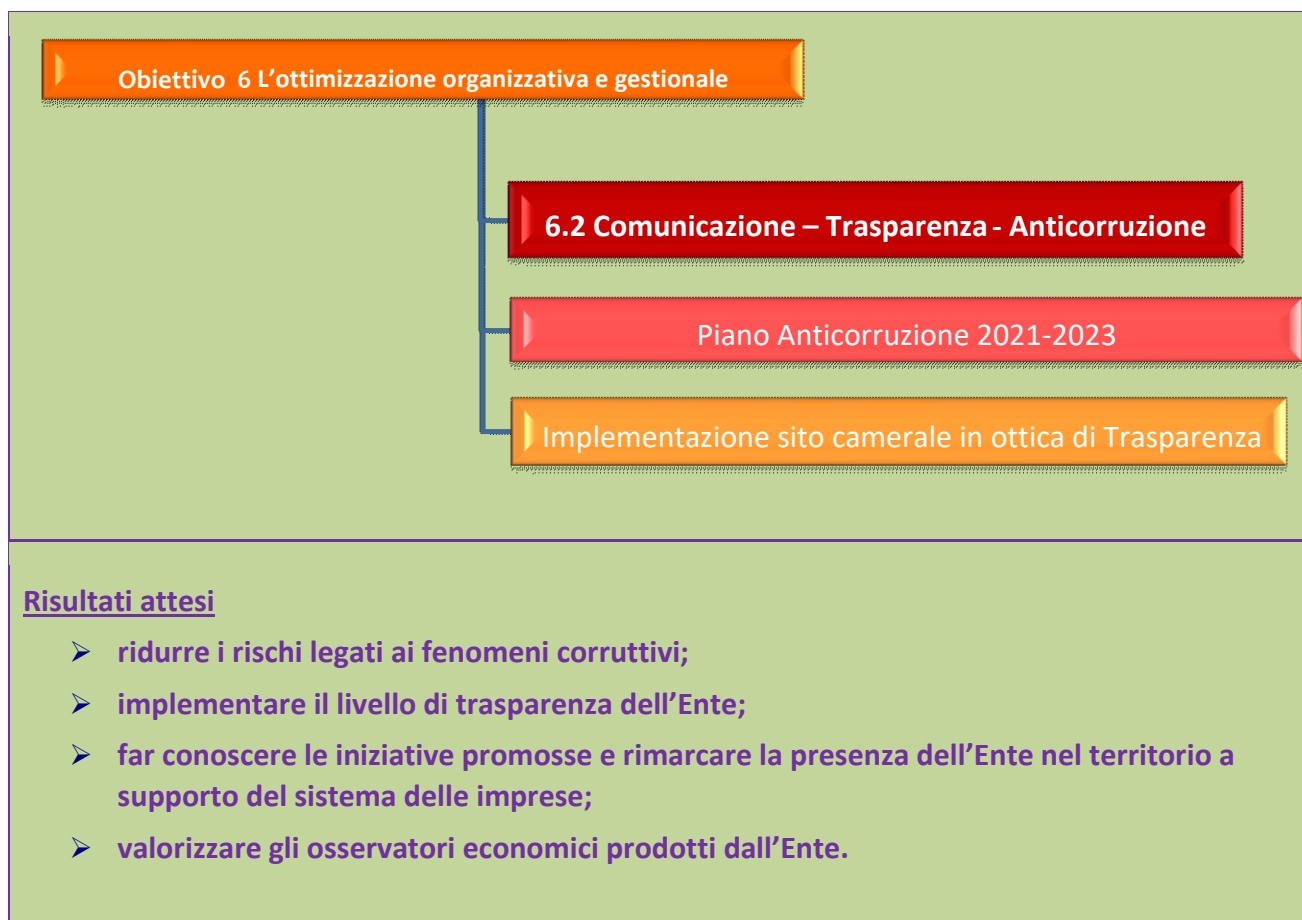 Obiettivo 6 L'ottimizzazione organizzativa e gestionale
6.2 Comunicazione – Trasparenza - Anticorruzione
Piano Anticorruzione 2021-2023
Implementazione sito camerale in ottica di Trasparenza
Risultati attesi
➢ ridurre i rischi legati ai fenomeni corruttivi;
➢ implementare il livello di trasparenza dell'Ente;
➢ far conoscere le iniziative promosse e rimarcare la presenza dell'Ente nel territorio a
supporto del sistema delle imprese;
➢ valorizzare gli osservatori economici prodotti dall'Ente.